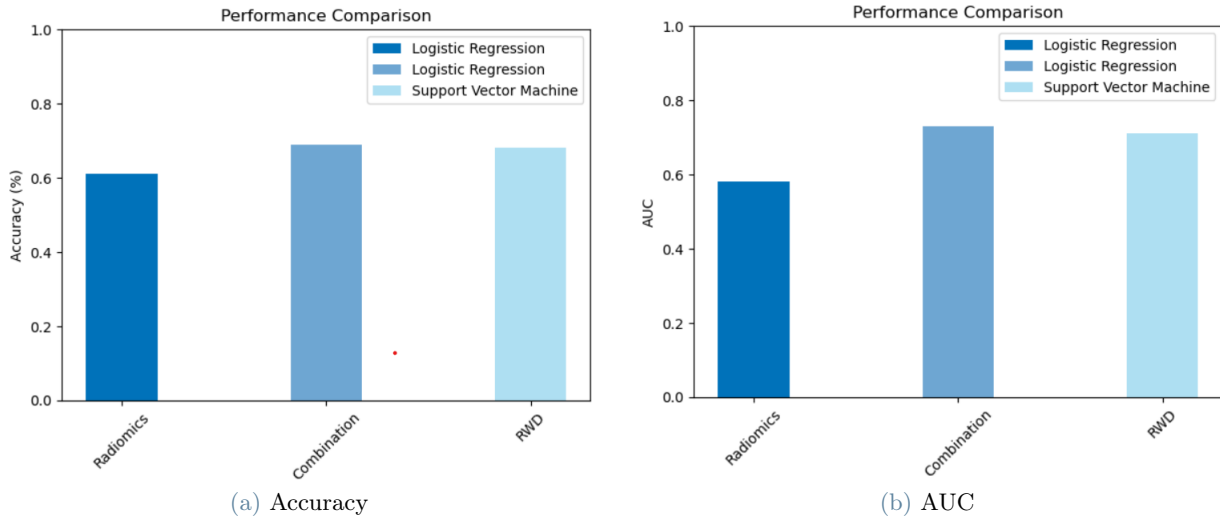 Performance Comparison
1.0
0.8
0.6
0.4
0.2
0.0
Accuracy (%)
Logistic Regression
Logistic Regression
Support Vector Machine
Radiomics
Combination
RWD
(a) Accuracy
Performance Comparison
1.0
0.8
0.6
0.4
0.2
0.0
AUC
Logistic Regression
Logistic Regression
Support Vector Machine
Radiomics
Combination
RWD
(b) AUC